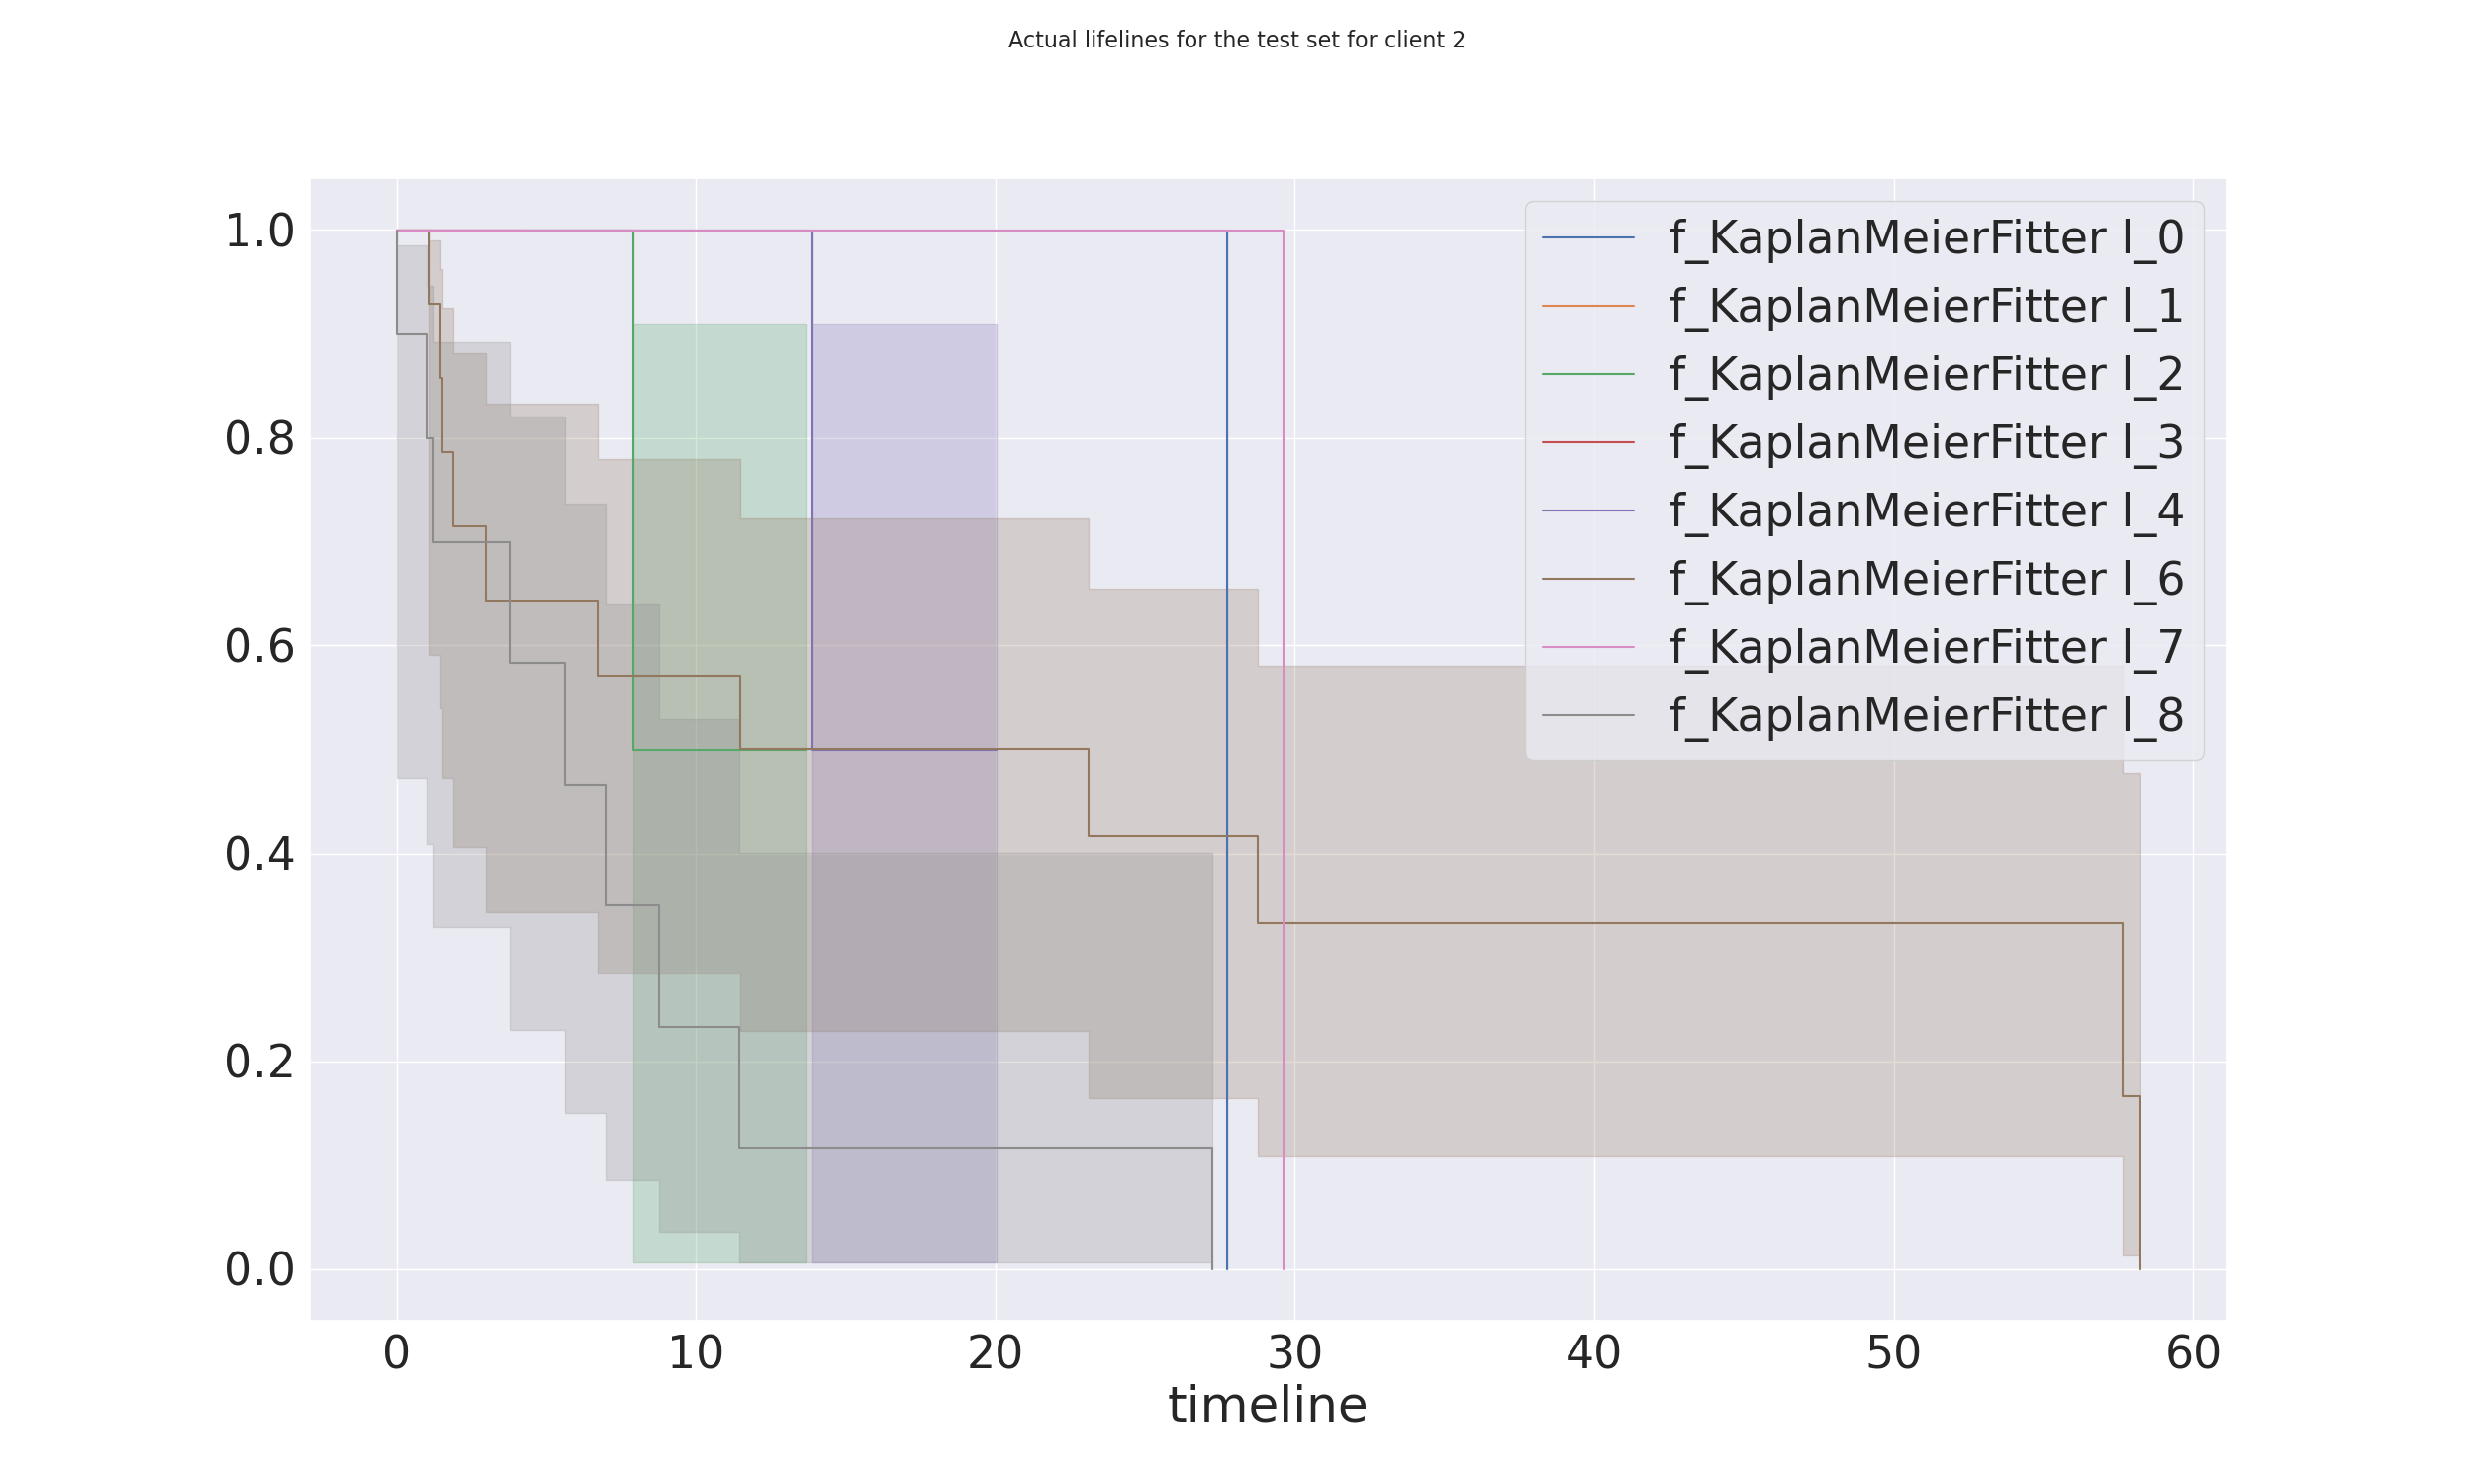 Actual lifelines for the test set for client 2
1.0
0.8
0.6
0.4
0.2
0.0
f_KaplanMeierFitter l_0
f_KaplanMeierFitter l_1
f_KaplanMeierFitter l_2
f_KaplanMeierFitter l_3
f_KaplanMeierFitter l_4
f_KaplanMeierFitter l_6
f_KaplanMeierFitter l_7
f_KaplanMeierFitter l_8
0 10 20 30 40 50 60
timeline